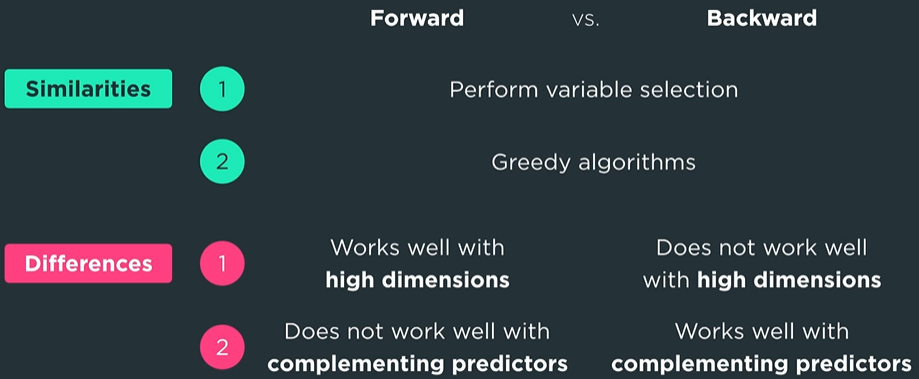 Forward vs. Backward
Similarities 1 Perform variable selection
2 Greedy algorithms
Differences 1
Works well with
high dimensions
Does not work well
with high dimensions
2
Does not work well with
complementing predictors
Works well with
complementing predictors